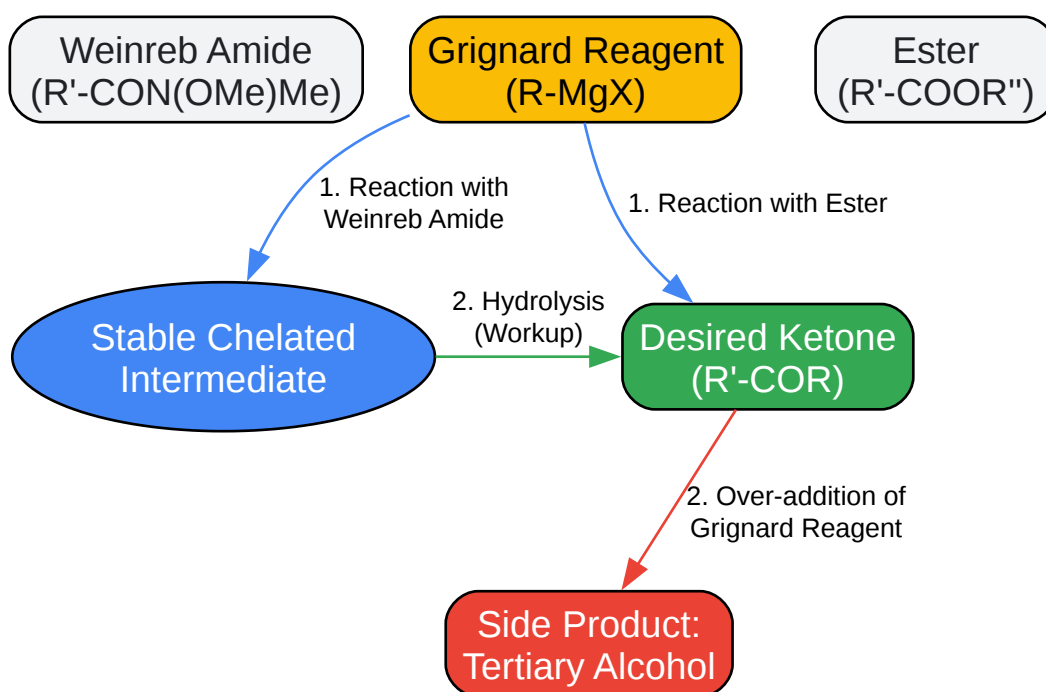 Weinreb Amide
(R'-CON(OMe)Me)
Grignard Reagent
(R-MgX)
Ester
(R'-COOR")
1. Reaction with
Weinreb Amide
1. Reaction with Ester
Stable Chelated
Intermediate
2. Hydrolysis
(Workup)
Desired Ketone
(R'-COR)
2. Over-addition of
Grignard Reagent
Side Product:
Tertiary Alcohol